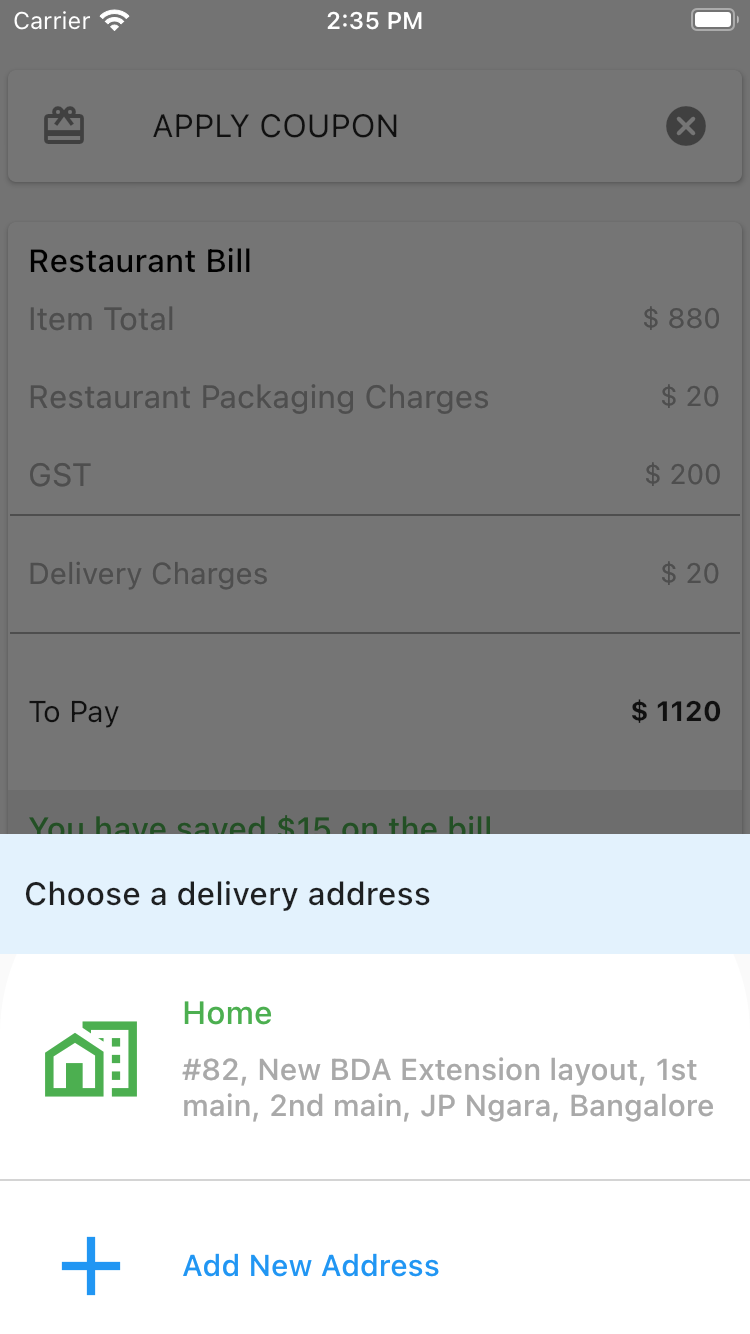 Carrier 2:35 PM
APPLY COUPON
Restaurant Bill
Item Total $ 880
Restaurant Packaging Charges $ 20
GST $ 200
Delivery Charges $ 20
To Pay $ 1120
You have saved $15 on the bill
Choose a delivery address
Home
#82, New BDA Extension layout, 1st
main, 2nd main, JP Ngara, Bangalore
Add New Address